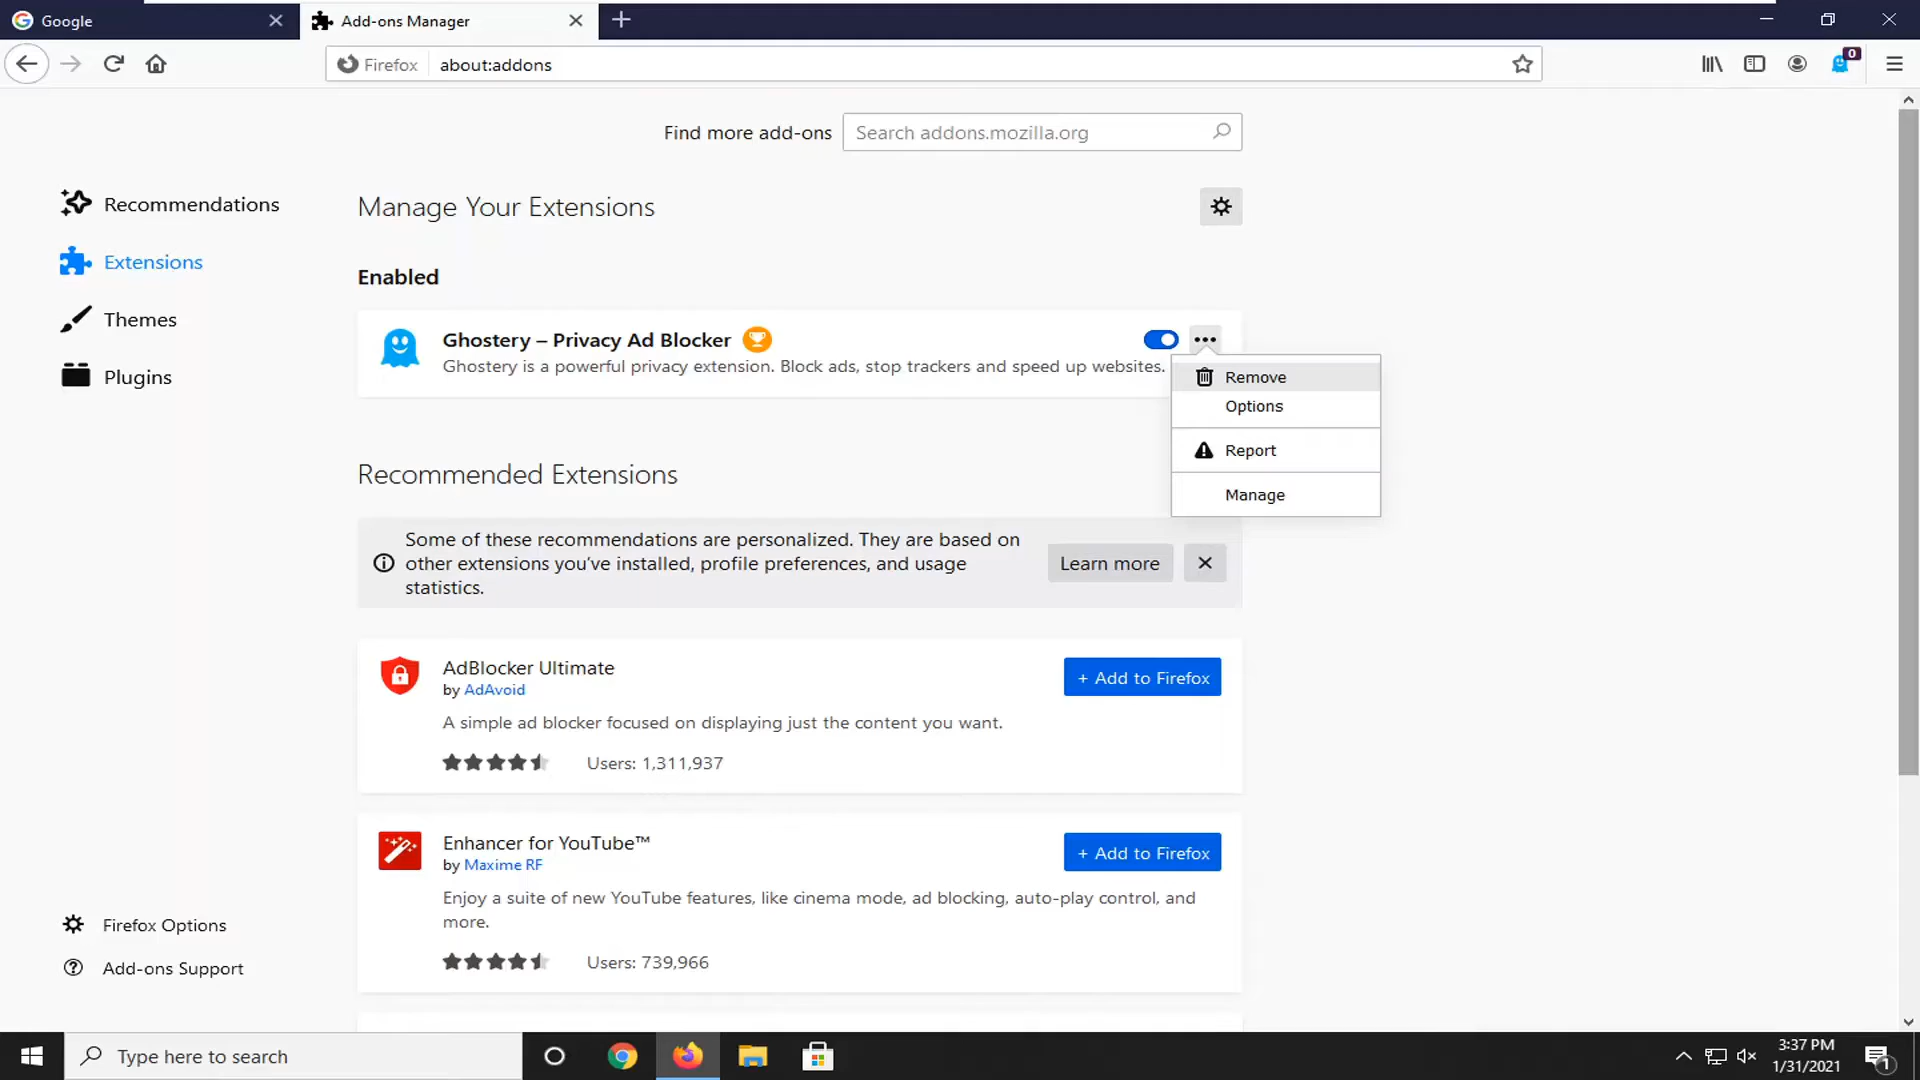 Google
Add-ons Manager
Firefox
about:addons
0
Find more add-ons
Search addons.mozilla.org
Recommendations
Extensions
Themes
Plugins
Manage Your Extensions
Enabled
Ghostery – Privacy Ad Blocker
Ghostery is a powerful privacy extension. Block ads, stop trackers and speed up websites.
Remove
Options
Report
Manage
Recommended Extensions
Some of these recommendations are personalized. They are based on
other extensions you've installed, profile preferences, and usage
statistics.
Learn more
AdBlocker Ultimate
by AdAvoid
A simple ad blocker focused on displaying just the content you want.
Users: 1,311,937
+ Add to Firefox
Enhancer for YouTube™
by Maxime RF
Enjoy a suite of new YouTube features, like cinema mode, ad blocking, auto-play control, and
more.
Users: 739,966
+ Add to Firefox
Firefox Options
Add-ons Support
Type here to search
3:37 PM
1/31/2021
1